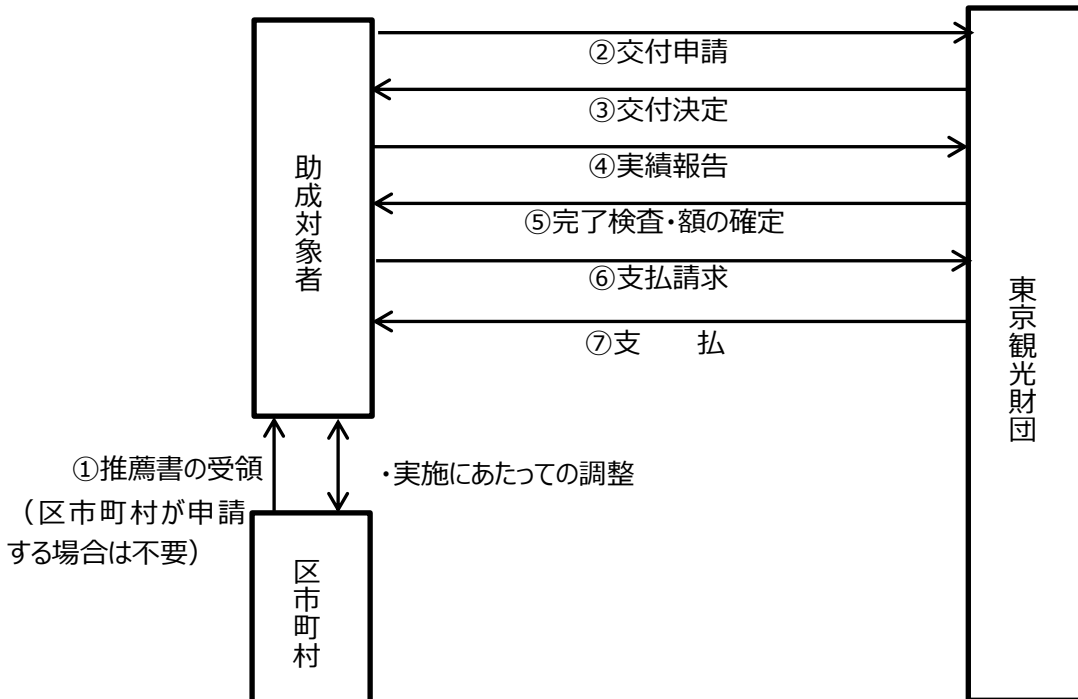 ②交付申請
③交付決定
④実績報告
⑤完了検査・額の確定
⑥支払請求
⑦支　　払
助成対象者
東京観光財団
①推薦書の受領
（区市町村が申請
する場合は不要）
・実施にあたっての調整
区市町村